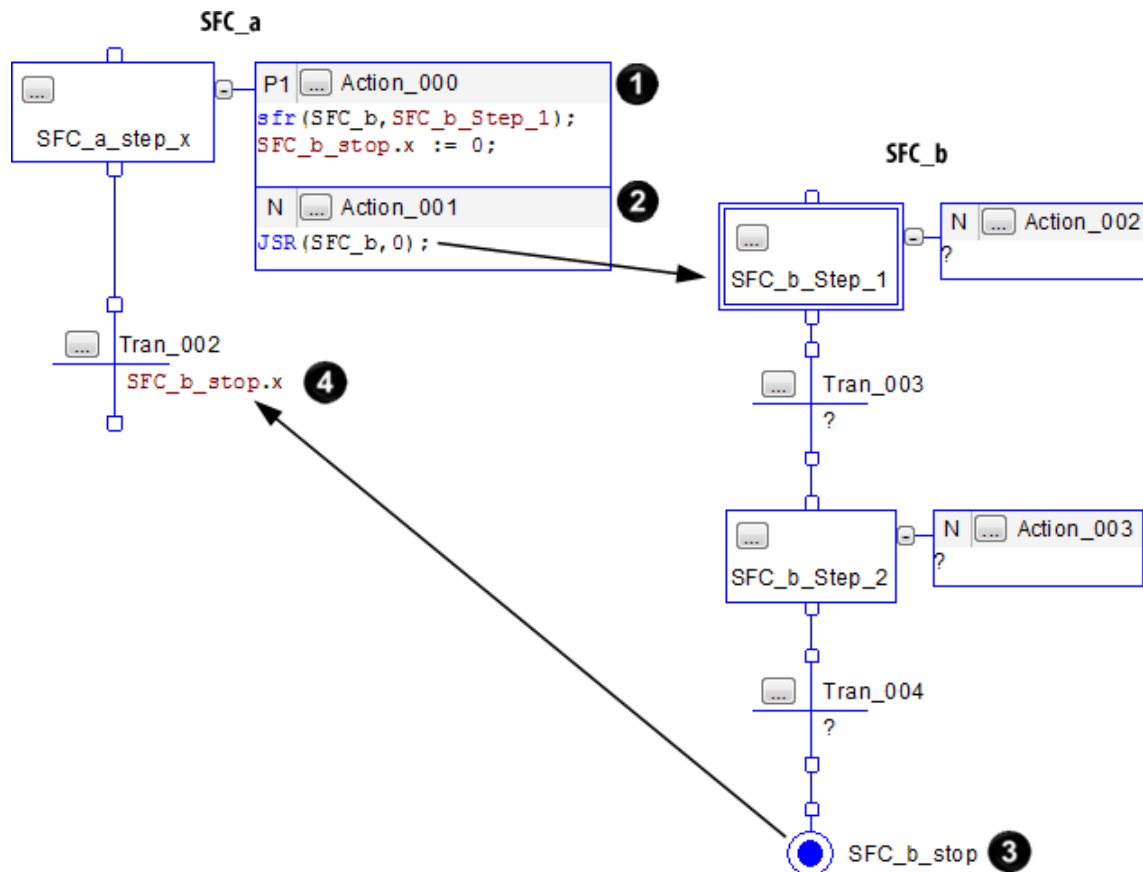 SFC_a
...
SFC_a_step_x
P1 ... Action_000
1
sfr(SFC_b,SFC_b_Step_1);
SFC_b_stop.x := 0;
N ... Action_001
2
JSR(SFC_b,0);
... Tran_002
SFC_b_stop.x
4
SFC_b
...
SFC_b_Step_1
N ... Action_002
?
... Tran_003
?
...
SFC_b_Step_2
N ... Action_003
?
... Tran_004
?
SFC_b_stop
3